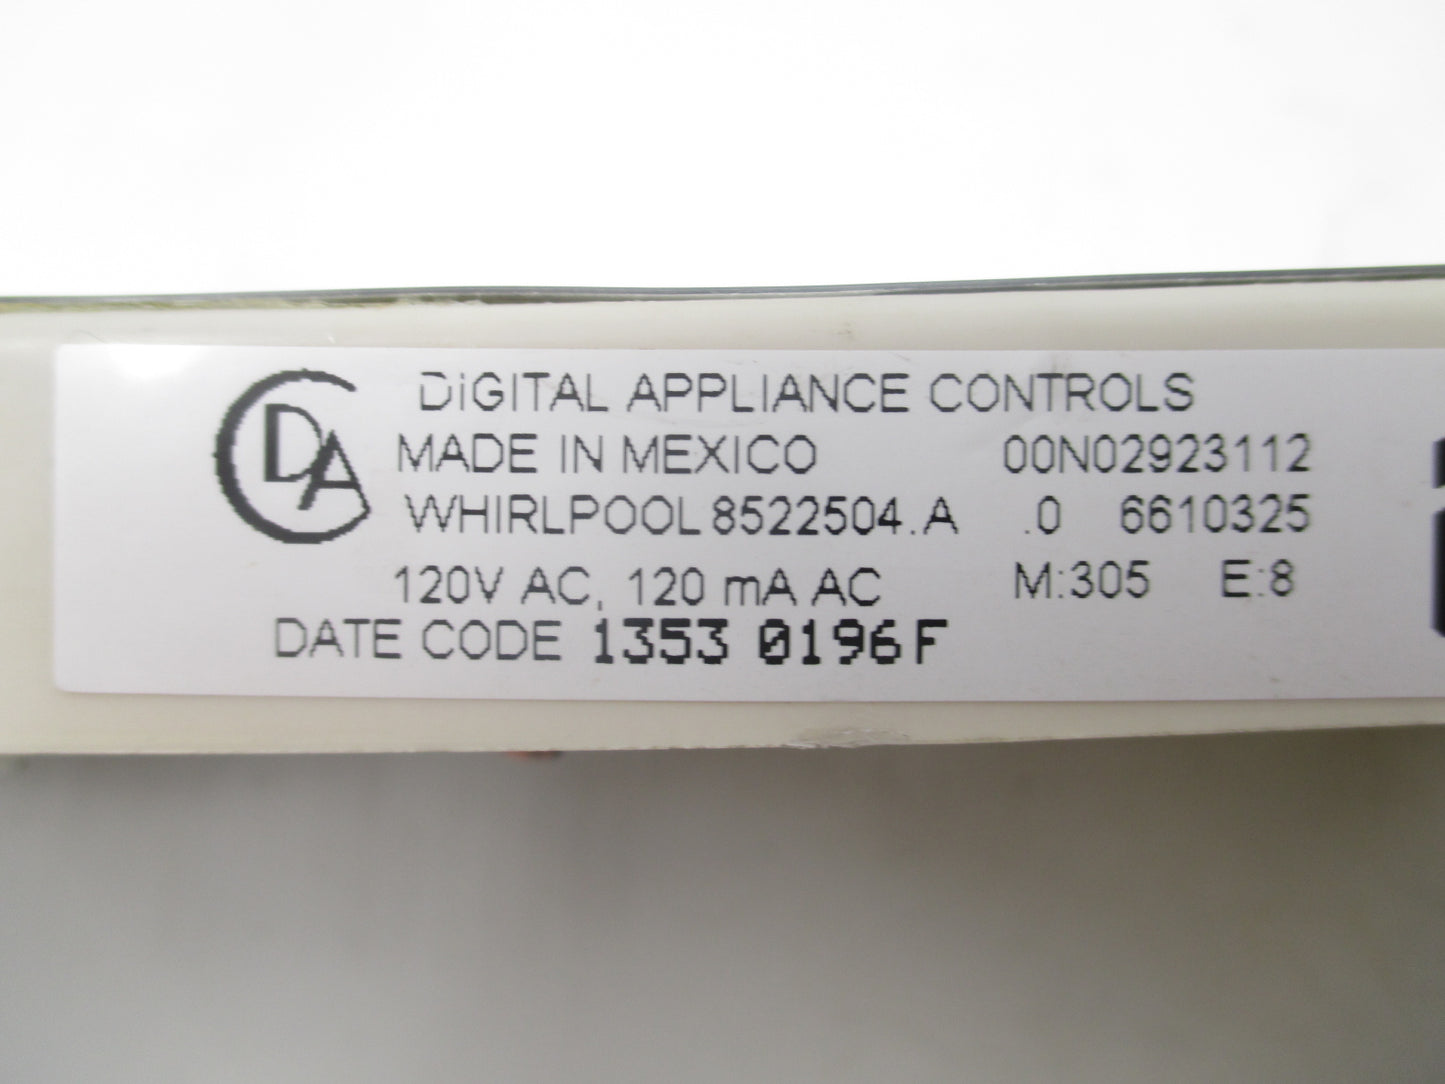 CDA
DiGITAL APPLIANCE CONTROLS
MADE IN MEXICO 00N02923112
WHIRLPOOL 8522504.A .0 6610325
120V AC, 120 mA AC M:305 E:8
DATE CODE 1353 0196F